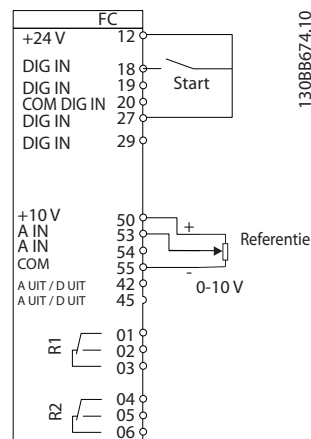 FC
+24 V 12
DIG IN 18
DIG IN 19
COM DIG IN 20
DIG IN 27
DIG IN 29
Start
+10 V 50
A IN 53
A IN 54
COM 55
A UIT / D UIT 42
A UIT / D UIT 45
+
Referentie
-
0-10 V
R1
01
02
03
R2
04
05
06
130BB674.10